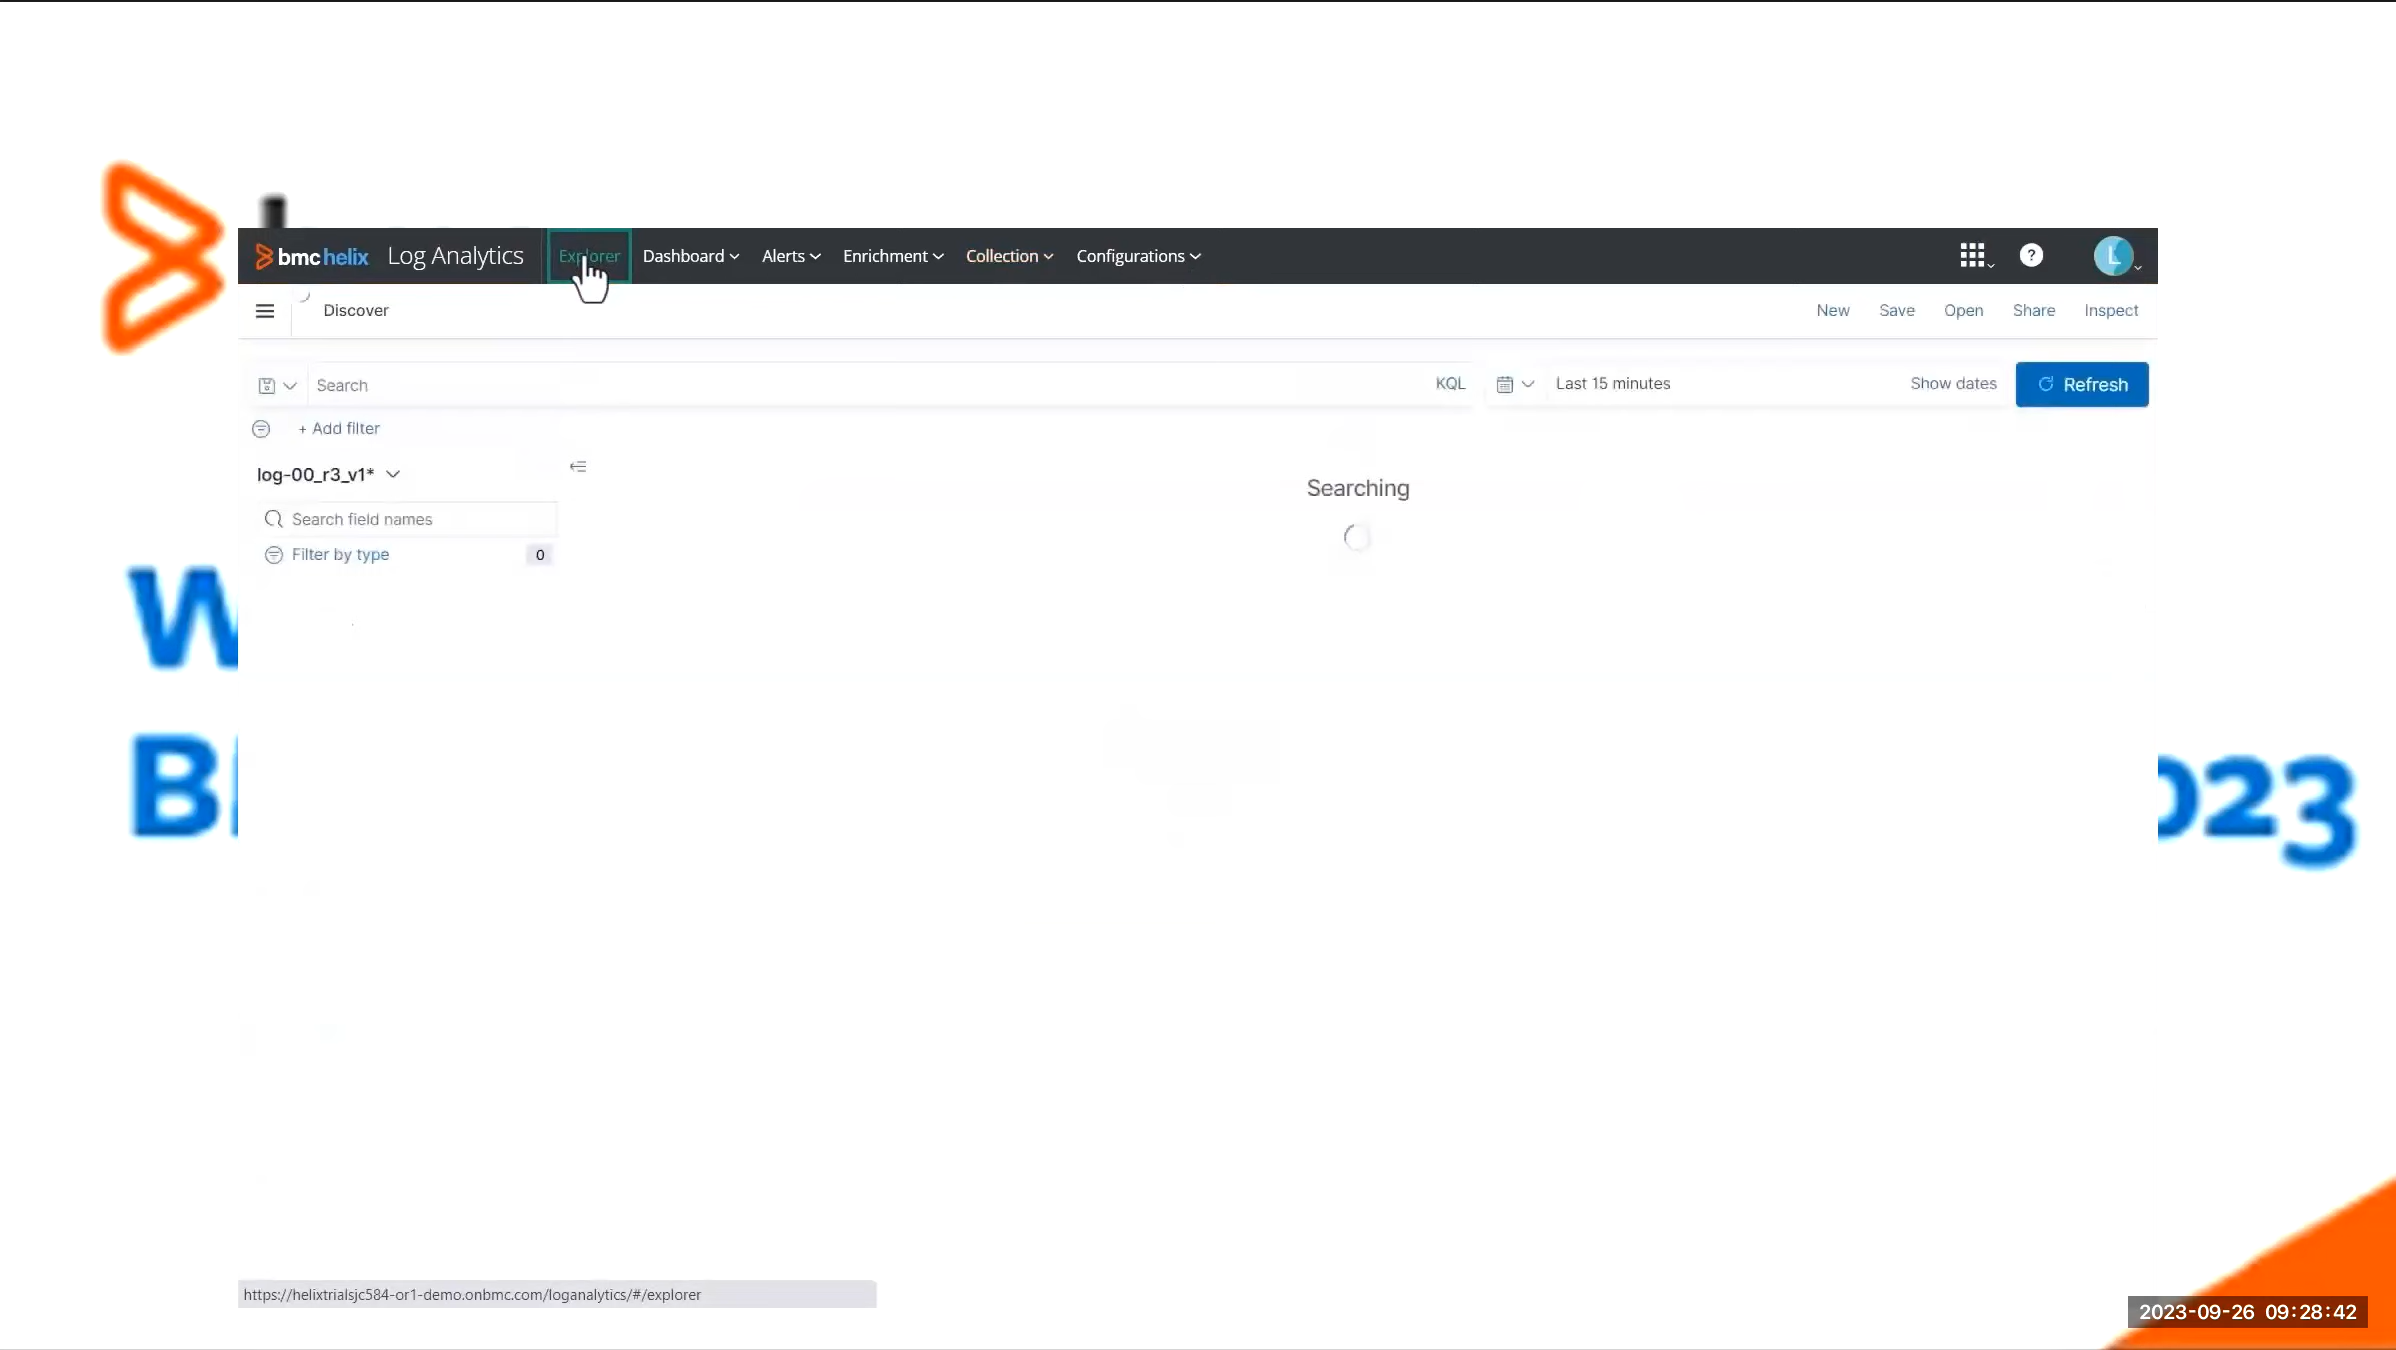 bmc helix Log Analytics Explorer Dashboard Alerts Enrichment Collection Configurations ? L
Discover New Save Open Share Inspect
Search KQL Last 15 minutes Show dates Refresh
+ Add filter
log-00_r3_v1*
Searching
Search field names
Filter by type 0
W
B
023
https://helixtrialsjc584-or1-demo.onbmc.com/loganalytics/#/explorer
2023-09-26 09:28:42